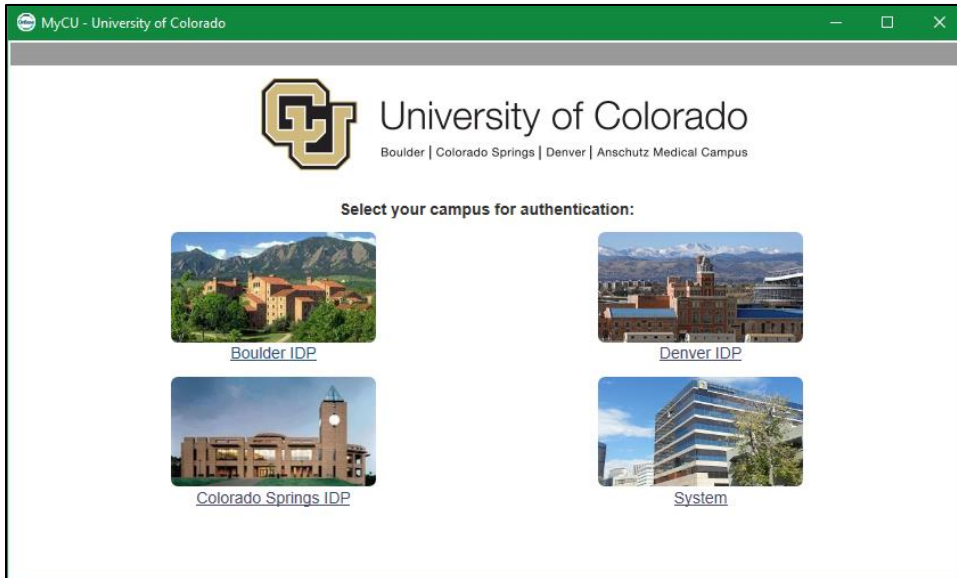 MyCU - University of Colorado
CU
University of Colorado
Boulder | Colorado Springs | Denver | Anschutz Medical Campus
Select your campus for authentication:
Boulder IDP
Denver IDP
Colorado Springs IDP
System